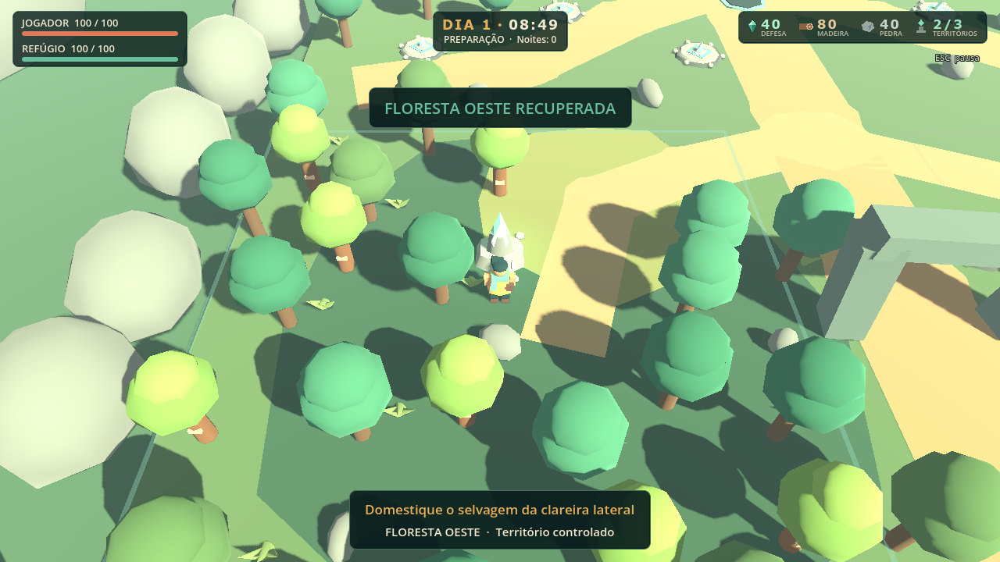 JOGADOR 100 / 100
REFÚGIO 100 / 100
DIA 1 · 08:49
PREPARAÇÃO · Noites: 0
40 DEFESA
80 MADEIRA
40 PEDRA
2/3 TERRITÓRIOS
ESC pausa
FLORESTA OESTE RECUPERADA
Domestique o selvagem da clareira lateral
FLORESTA OESTE · Território controlado